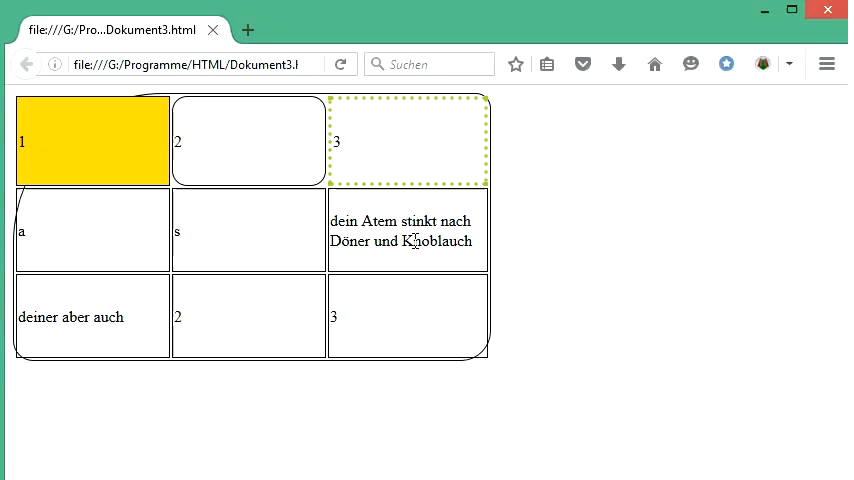 file:///G:/Pro...Dokument3.html
file:///G:/Programme/HTML/Dokument3.h
Suchen
1
2
3
a
s
dein Atem stinkt nach
Döner und Knoblauch
deiner aber auch
2
3